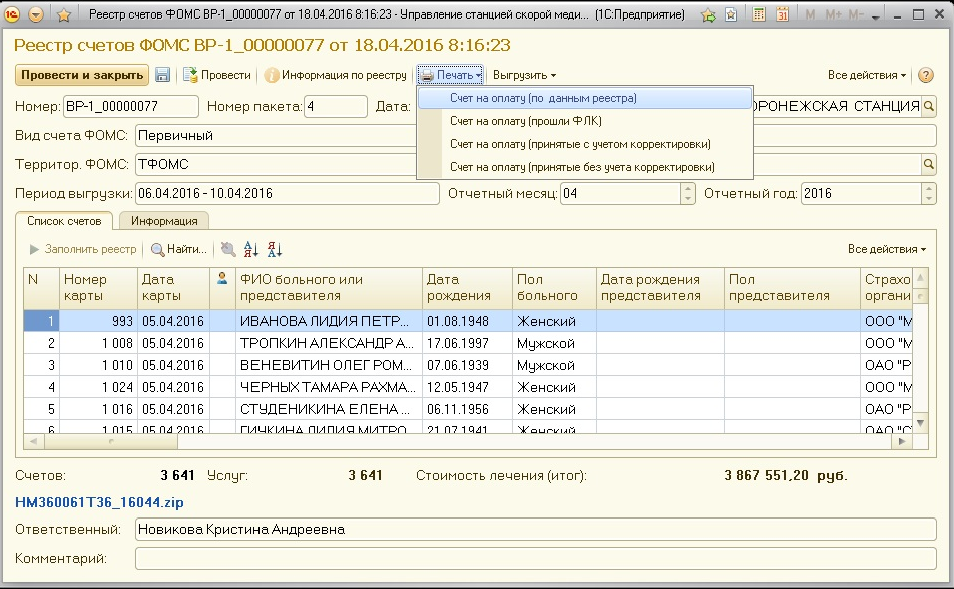 Реестр счетов ФОМС ВР-1_00000077 от 18.04.2016 8:16:23 - Управление станцией скорой меди... (1С:Предприятие)
M M+ M-
Реестр счетов ФОМС ВР-1_00000077 от 18.04.2016 8:16:23
Провести и закрыть Провести Информация по реестру Печать Выгрузить Все действия
Номер: ВР-1_00000077 Номер пакета: 4 Дата: ОРОНЕЖСКАЯ СТАНЦИЯ
Счет на оплату (по данным реестра)
Счет на оплату (прошли ФЛК)
Счет на оплату (принятые с учетом корректировки)
Счет на оплату (принятые без учета корректировки)
Вид счета ФОМС: Первичный
Территор. ФОМС: ТФОМС
Период выгрузки: 06.04.2016 - 10.04.2016 Отчетный месяц: 04 Отчетный год: 2016
Список счетов Информация
Заполнить реестр Найти... Все действия
N Номер карты Дата карты ФИО больного или представителя Дата рождения Пол больного Дата рождения представителя Пол представителя Страхо органи
1 993 05.04.2016 ИВАНОВА ЛИДИЯ ПЕТР... 01.08.1948 Женский ООО "М
2 1 008 05.04.2016 ТРОПКИН АЛЕКСАНДР А... 17.06.1997 Мужской ООО "М
3 1 010 05.04.2016 ВЕНЕВИТИН ОЛЕГ РОМ... 07.06.1939 Мужской ОАО "Р
4 1 024 05.04.2016 ЧЕРНЫХ ТАМАРА РАХМА... 12.05.1947 Женский ООО "М
5 1 016 05.04.2016 СТУДЕНИКИНА ЕЛЕНА ... 06.11.1956 Женский ОАО "Р
6 1 015 05.04.2016 ГИЧКИНА ЛИДИЯ МИТРО... 21.07.1941 Женский ОАО "С
Счетов: 3 641 Услуг: 3 641 Стоимость лечения (итог): 3 867 551,20 руб.
HM360061T36_16044.zip
Ответственный: Новикова Кристина Андреевна
Комментарий: